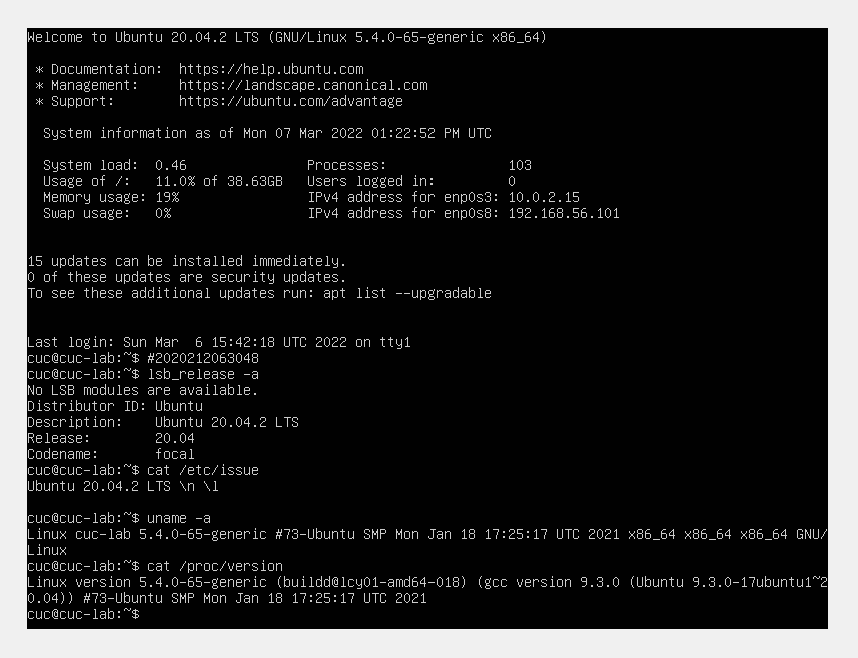 Welcome to Ubuntu 20.04.2 LTS (GNU/Linux 5.4.0-65-generic x86_64)
 * Documentation:  https://help.ubuntu.com
 * Management:     https://landscape.canonical.com
 * Support:        https://ubuntu.com/advantage
  System information as of Mon 07 Mar 2022 01:22:52 PM UTC
  System load:  0.46               Processes:               103
  Usage of /:   11.0% of 38.63GB   Users logged in:         0
  Memory usage: 19%                IPv4 address for enp0s3: 10.0.2.15
  Swap usage:   0%                 IPv4 address for enp0s8: 192.168.56.101
15 updates can be installed immediately.
0 of these updates are security updates.
To see these additional updates run: apt list --upgradable
Last login: Sun Mar  6 15:42:18 UTC 2022 on tty1
cuc@cuc-lab:~$ #2020212063048
cuc@cuc-lab:~$ lsb_release -a
No LSB modules are available.
Distributor ID: Ubuntu
Description:    Ubuntu 20.04.2 LTS
Release:        20.04
Codename:       focal
cuc@cuc-lab:~$ cat /etc/issue
Ubuntu 20.04.2 LTS \n \l
cuc@cuc-lab:~$ uname -a
Linux cuc-lab 5.4.0-65-generic #73-Ubuntu SMP Mon Jan 18 17:25:17 UTC 2021 x86_64 x86_64 x86_64 GNU/
Linux
cuc@cuc-lab:~$ cat /proc/version
Linux version 5.4.0-65-generic (buildd@lcy01-amd64-018) (gcc version 9.3.0 (Ubuntu 9.3.0-17ubuntu1~2
0.04)) #73-Ubuntu SMP Mon Jan 18 17:25:17 UTC 2021
cuc@cuc-lab:~$